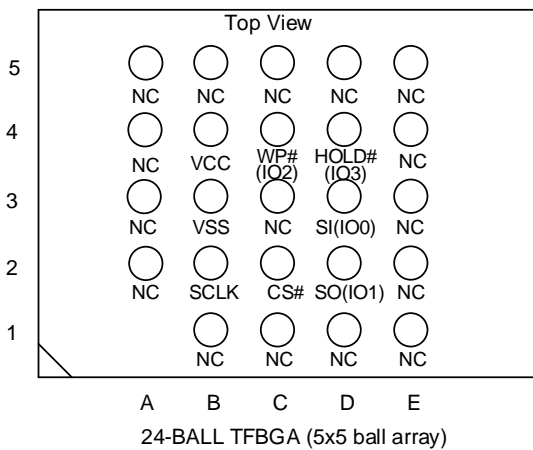 Top View
5
NC NC NC NC NC
4
NC VCC WP# (IO2) HOLD# (IO3) NC
3
NC VSS NC SI(IO0) NC
2
NC SCLK CS# SO(IO1) NC
1
NC NC NC NC
A B C D E
24-BALL TFBGA (5x5 ball array)